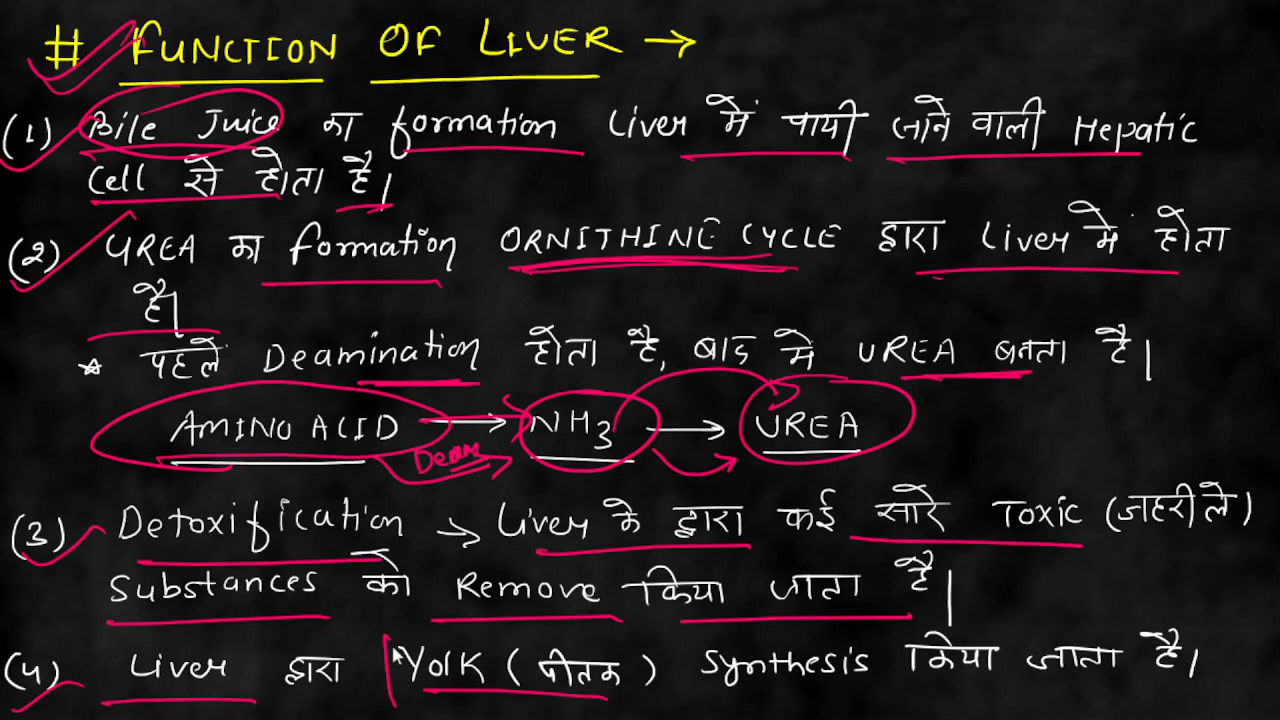 # FUNCTION OF LIVER →
(1) Bile Juice का formation Liver में पायी जाने वाली Hepatic
Cell से होता है।
(2) UREA का formation ORNITHINE CYCLE द्वारा Liver में होता
है।
* पहले Deamination होता है, बाद में UREA बनता है।
AMINO ACID → NH3 → UREA
Deam
(3) Detoxification → Liver के द्वारा कई सारे Toxic (जहरीले)
Substances को Remove किया जाता है।
(4) Liver द्वारा Yolk (पीतक) Synthesis किया जाता है।